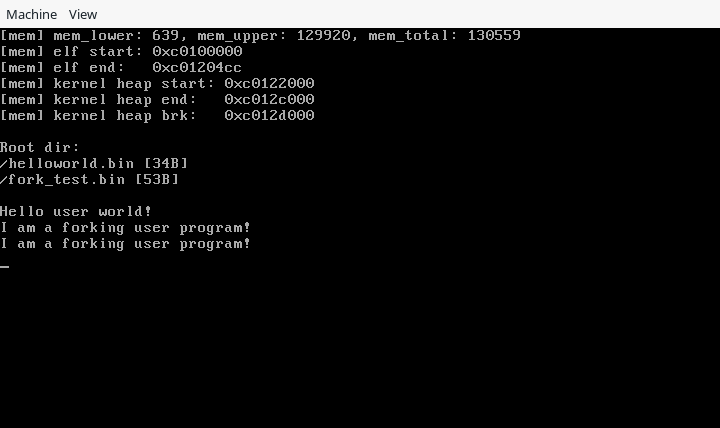 Machine View
[mem] mem_lower: 639, mem_upper: 129920, mem_total: 130559
[mem] elf start: 0xc0100000
[mem] elf end:   0xc01204cc
[mem] kernel heap start: 0xc0122000
[mem] kernel heap end:   0xc012c000
[mem] kernel heap brk:   0xc012d000
Root dir:
/helloworld.bin [34B]
/fork_test.bin [53B]
Hello user world!
I am a forking user program!
I am a forking user program!